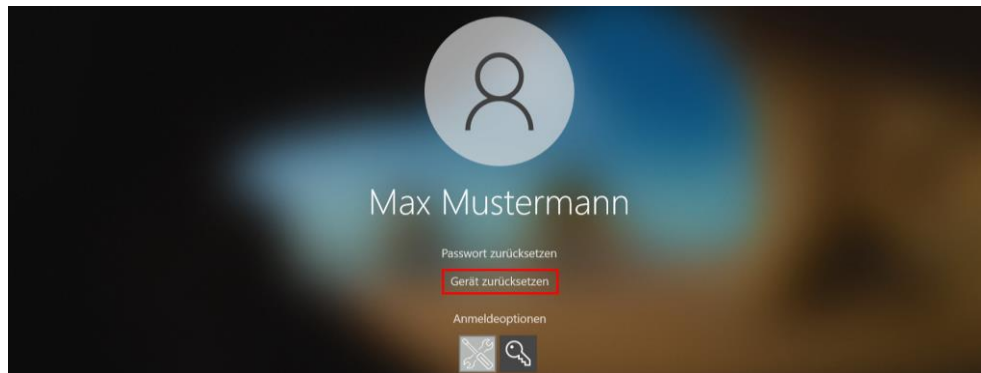 Max Mustermann
Passwort zurücksetzen
Gerät zurücksetzen
Anmeldeoptionen